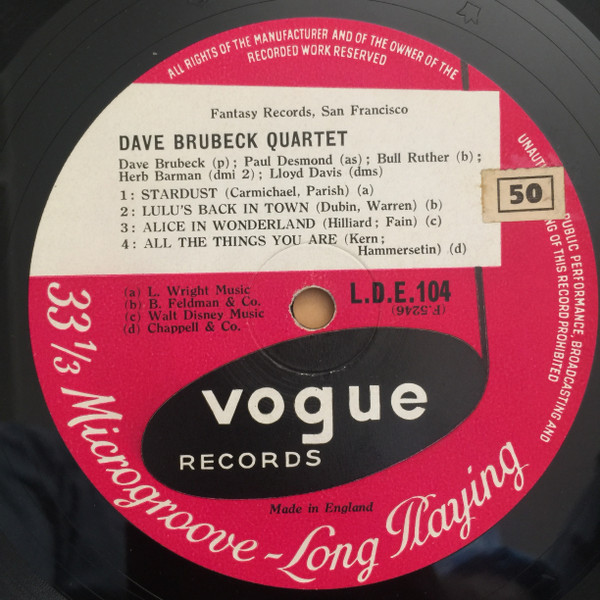 ALL RIGHTS OF THE MANUFACTURER AND OF THE OWNER OF THE
RECORDED WORK RESERVED
Fantasy Records, San Francisco
DAVE BRUBECK QUARTET
Dave Brubeck (p) ; Paul Desmond (as) ; Bull Ruther (b) ;
Herb Barman (dmi 2) ; Lloyd Davis (dms)
1 : STARDUST (Carmichael, Parish) (a)
2 : LULU'S BACK IN TOWN (Dubin, Warren) (b)
3 : ALICE IN WONDERLAND (Hilliard ; Fain) (c)
4 : ALL THE THINGS YOU ARE (Kern ;
Hammersetin) (d)
50
(a) L. Wright Music
(b) B. Feldman & Co.
(c) Walt Disney Music
(d) Chappell & Co.
L.D.E.104
(F.5246)
vogue
RECORDS
Made in England
33 1/3 Microgroove - Long Playing
PUBLIC PERFORMANCE BROADCASTING AND
OF THIS RECORD PROHIBITED